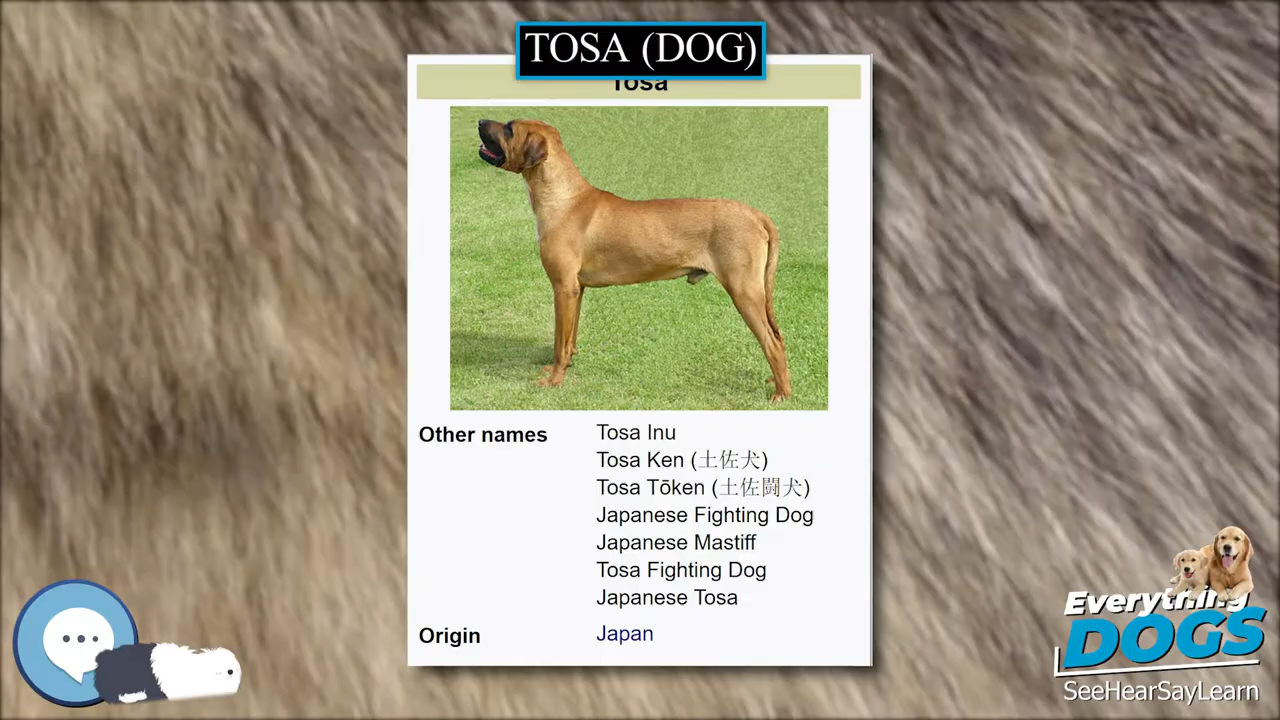 TOSA (DOG)
Tosa
Other names
Tosa Inu
Tosa Ken (土佐犬)
Tosa Tōken (土佐闘犬)
Japanese Fighting Dog
Japanese Mastiff
Tosa Fighting Dog
Japanese Tosa
Origin
Japan
Everything
DOGS
SeeHearSayLearn